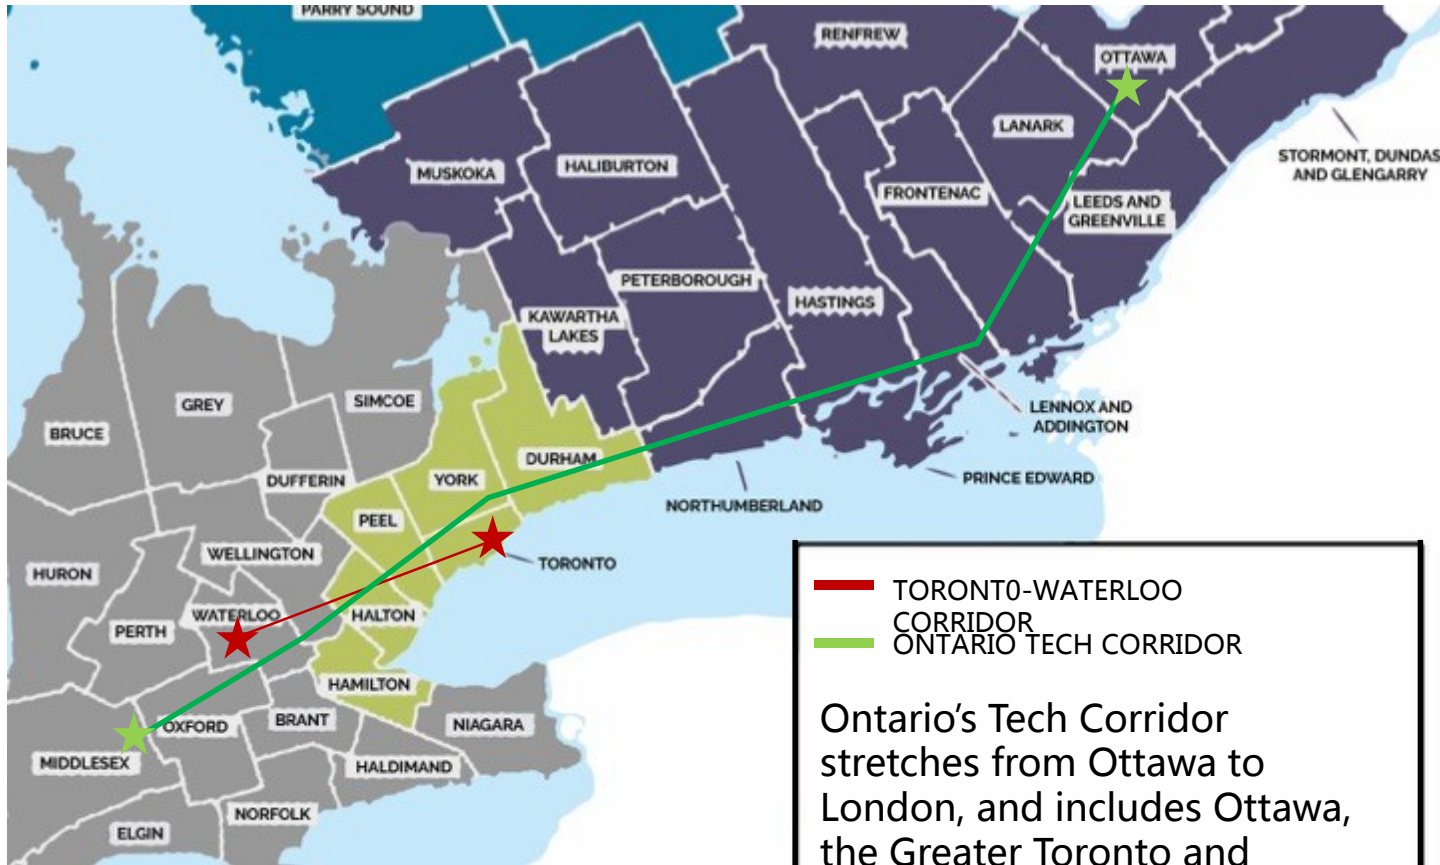 PARRY SOUND
RENFREW
OTTAWA
LANARK
STORMONT, DUNDAS
AND GLENGARRY
MUSKOKA
HALIBURTON
FRONTENAC
LEEDS AND
GREENVILLE
PETERBOROUGH
HASTINGS
KAWARTHA
LAKES
GREY
SIMCOE
BRUCE
LENNOX AND
ADDINGTON
DURHAM
YORK
DUFFERIN
PRINCE EDWARD
NORTHUMBERLAND
PEEL
WELLINGTON
TORONTO
HURON
WATERLOO
HALTON
PERTH
HAMILTON
OXFORD
BRANT
NIAGARA
MIDDLESEX
HALDIMAND
NORFOLK
ELGIN
TORONT0-WATERLOO
CORRIDOR
ONTARIO TECH CORRIDOR
Ontario’s Tech Corridor
stretches from Ottawa to
London, and includes Ottawa,
the Greater Toronto and